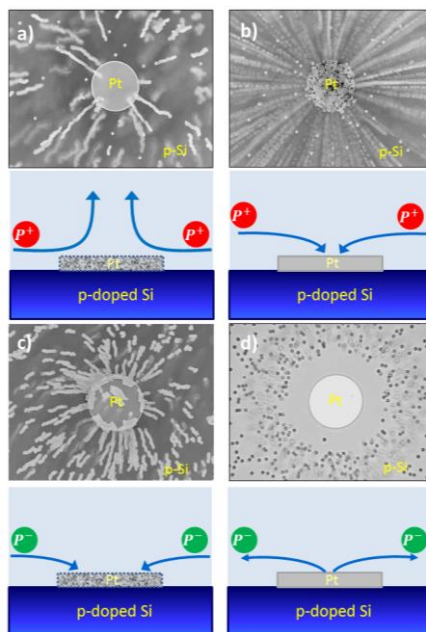 a)
Pt
p-Si
b)
Pt
p-Si
P⁺
P⁺
Pt
p-doped Si
P⁺
P⁺
Pt
p-doped Si
c)
Pt
p-Si
d)
Pt
p-Si
P⁻
P⁻
Pt
p-doped Si
P⁻
P⁻
Pt
p-doped Si